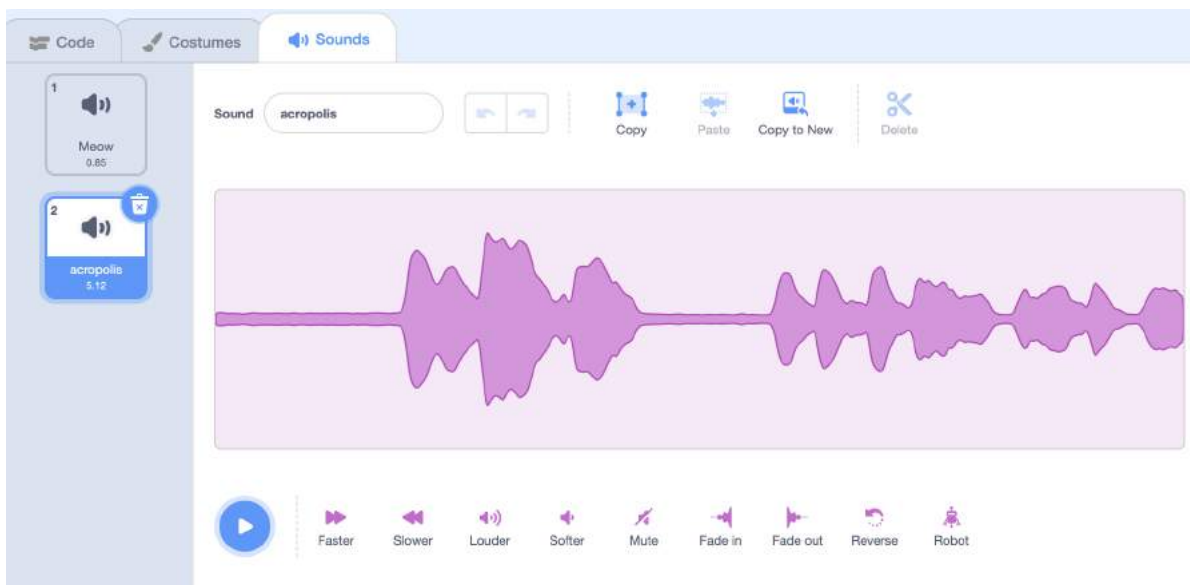 Code Costumes Sounds
1
Meow
0.85
2
acropolis
5.12
Sound acropolis
Copy Paste Copy to New Delete
Faster Slower Louder Softer Mute Fade in Fade out Reverse Robot